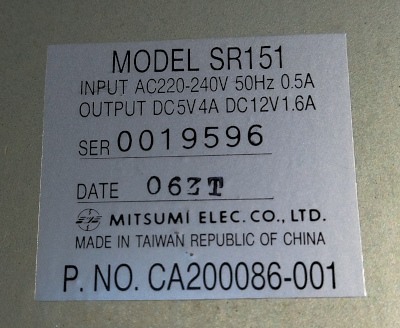 MODEL SR151
INPUT AC220-240V 50Hz 0.5A
OUTPUT DC5V4A DC12V1.6A
SER 0019596
DATE 063T
MITSUMI ELEC. CO., LTD.
MADE IN TAIWAN REPUBLIC OF CHINA
P. NO. CA200086-001